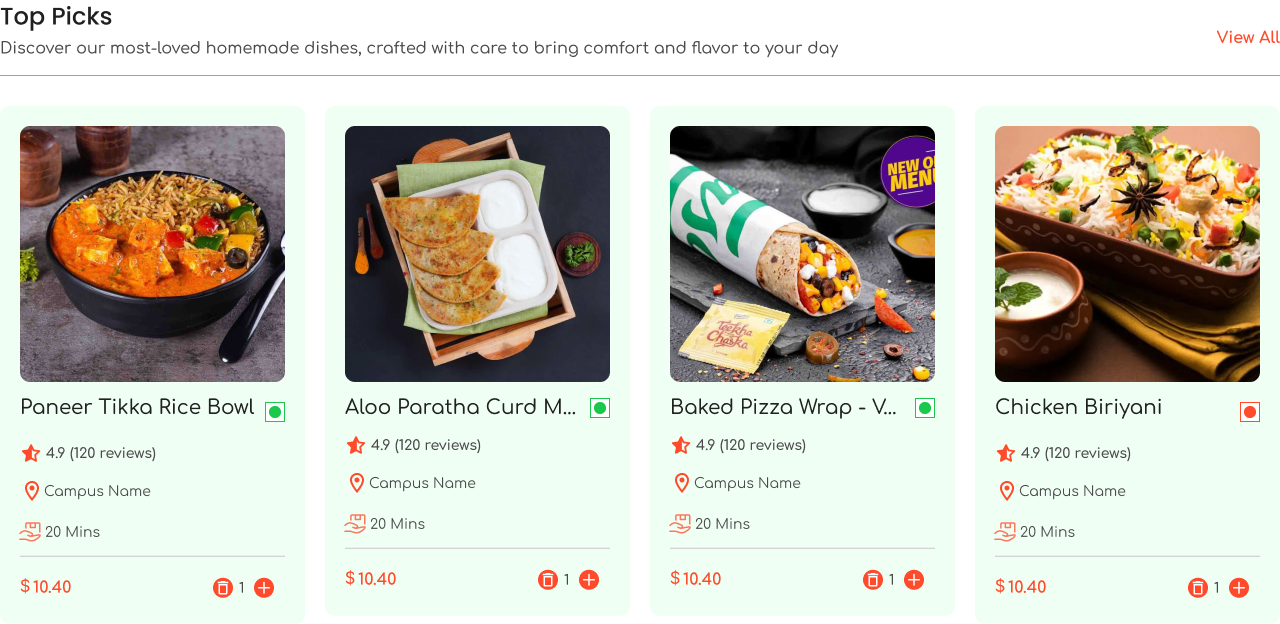 Top Picks
Discover our most-loved homemade dishes, crafted with care to bring comfort and flavor to your day
View All
Paneer Tikka Rice Bowl
4.9 (120 reviews)
Campus Name
20 Mins
$ 10.40
1
Aloo Paratha Curd M...
4.9 (120 reviews)
Campus Name
20 Mins
$ 10.40
1
NEW O
MENU
Teekha
Chaska
Baked Pizza Wrap - V...
4.9 (120 reviews)
Campus Name
20 Mins
$ 10.40
1
Chicken Biriyani
4.9 (120 reviews)
Campus Name
20 Mins
$ 10.40
1